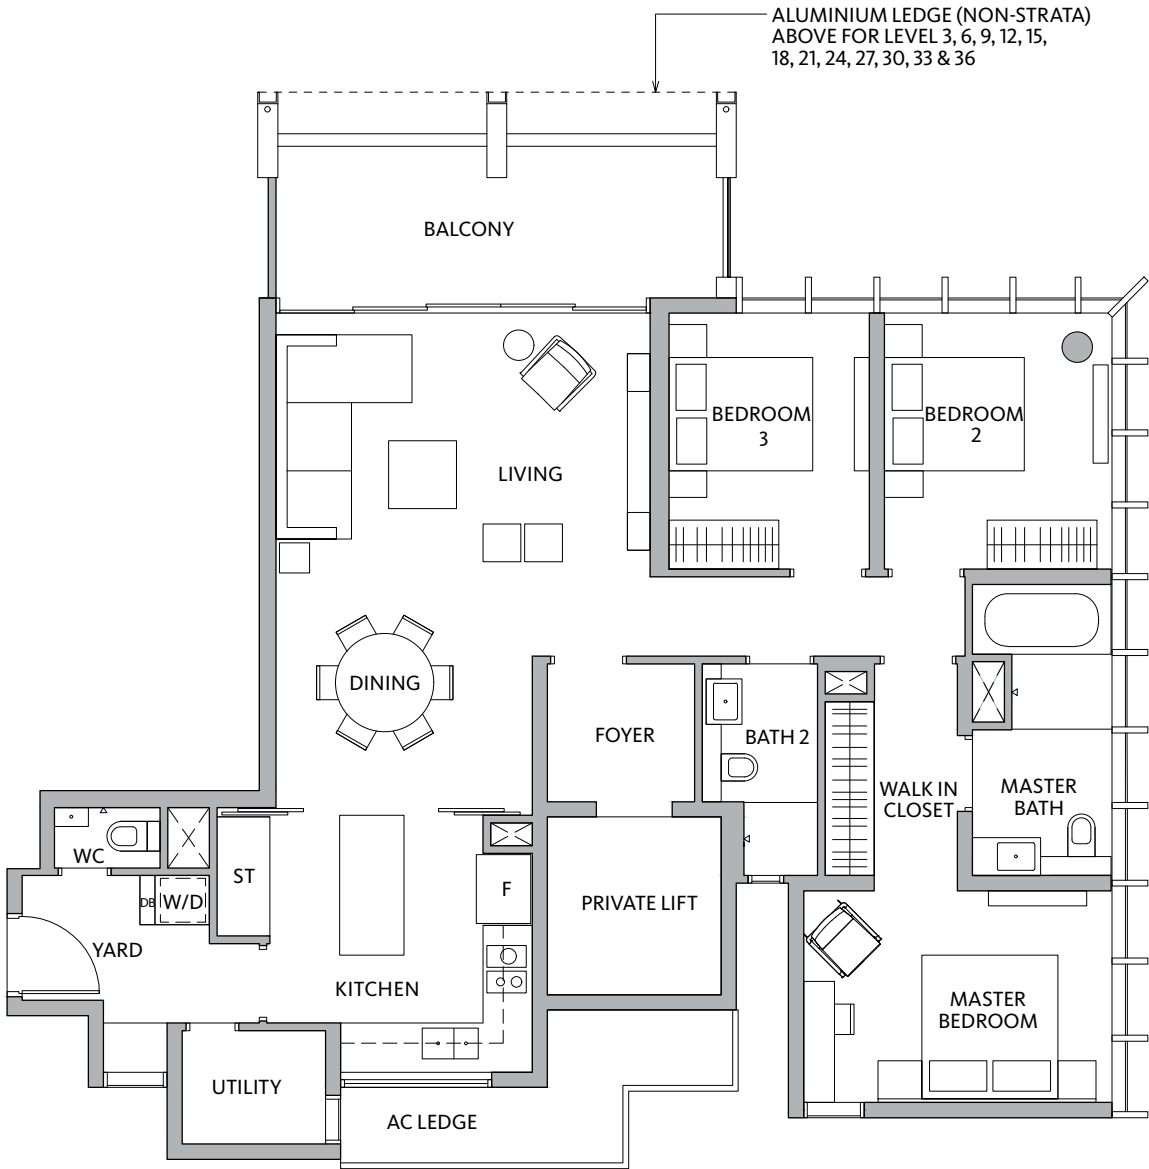 ALUMINIUM LEDGE (NON-STRATA)
ABOVE FOR LEVEL 3, 6, 9, 12, 15,
18, 21, 24, 27, 30, 33 & 36
BALCONY
BEDROOM
3
BEDROOM
2
LIVING
DINING
FOYER
BATH 2
WALK IN
CLOSET
MASTER
BATH
WC
ST
F
DB
W/D
PRIVATE LIFT
YARD
KITCHEN
MASTER
BEDROOM
UTILITY
AC LEDGE